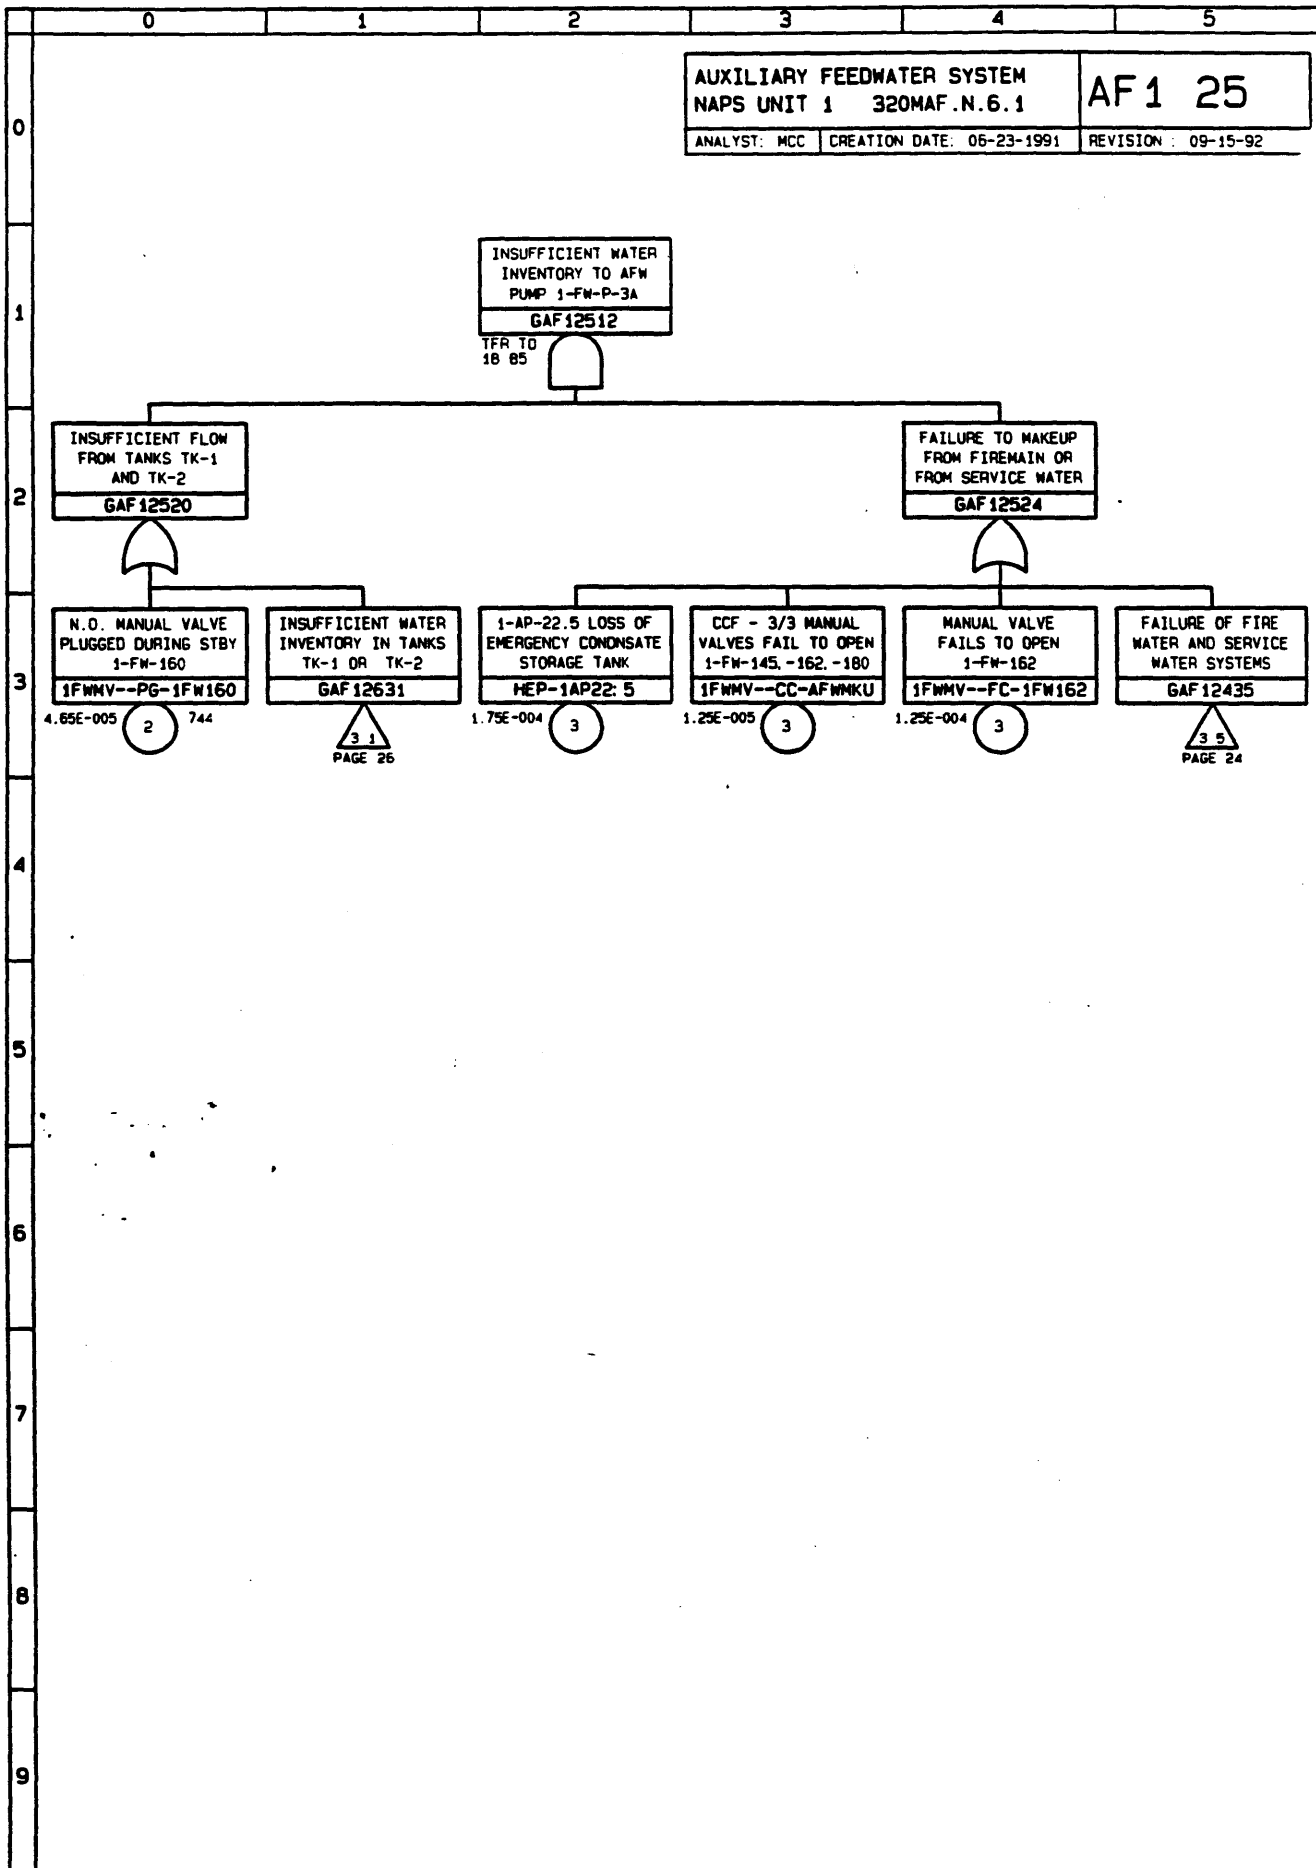 0 1 2 3 4 5
AUXILIARY FEEDWATER SYSTEM
NAPS UNIT 1 320MAF.N.6.1
AF1 25
ANALYST: MCC CREATION DATE: 06-23-1991 REVISION : 09-15-92
0
1
2
3
4
5
6
7
8
9
INSUFFICIENT WATER
INVENTORY TO AFW
PUMP 1-FW-P-3A
GAF12512
TFR TO
18 85
INSUFFICIENT FLOW
FROM TANKS TK-1
AND TK-2
GAF12520
FAILURE TO MAKEUP
FROM FIREMAIN OR
FROM SERVICE WATER
GAF12524
N.O. MANUAL VALVE
PLUGGED DURING STBY
1-FW-160
1FWMV--PG-1FW160
4.65E-005 2 744
INSUFFICIENT WATER
INVENTORY IN TANKS
TK-1 OR TK-2
GAF12631
3 1
PAGE 26
1-AP-22.5 LOSS OF
EMERGENCY CONDNSATE
STORAGE TANK
HEP-1AP22:5
1.75E-004 3
CCF - 3/3 MANUAL
VALVES FAIL TO OPEN
1-FW-145,-162,-180
1FWMV--CC-AFWMKU
1.25E-005 3
MANUAL VALVE
FAILS TO OPEN
1-FW-162
1FWMV--FC-1FW162
1.25E-004 3
FAILURE OF FIRE
WATER AND SERVICE
WATER SYSTEMS
GAF12435
3 5
PAGE 24